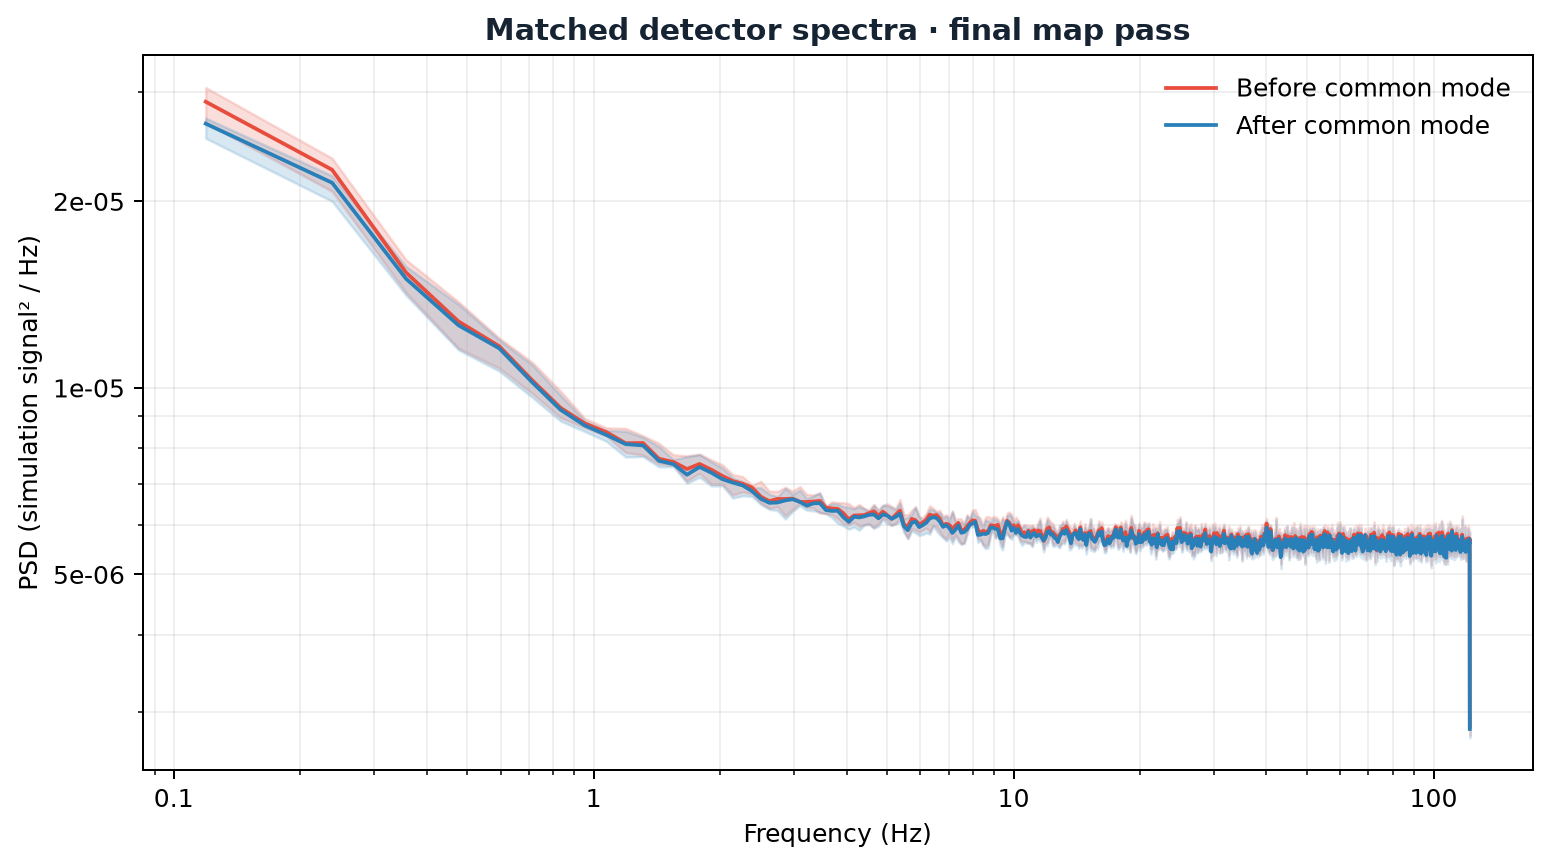 Matched detector spectra · final map pass
Before common mode
After common mode
PSD (simulation signal² / Hz)
2e-05
1e-05
5e-06
0.1
1
10
100
Frequency (Hz)